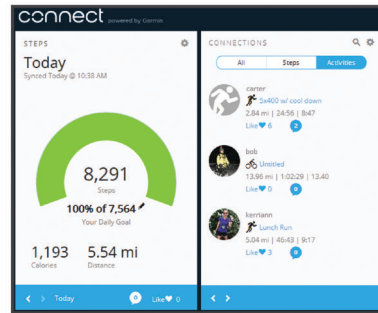 connect powered by Garmin
STEPS
Today
Synced Today @ 10:38 AM
8,291
Steps
100% of 7,564
Your Daily Goal
1,193
Calories
5.54 mi
Distance
< > Today 0 Like 0
CONNECTIONS
All Steps Activities
carter
5x400 w/ cool down
2.84 mi | 24:56 | 8:47
Like 6 2
bob
Untitled
13.96 mi | 1:02:29 | 13.40
Like 0 0
kerriann
Lunch Run
5.04 mi | 46:43 | 9:17
Like 3 0
< >